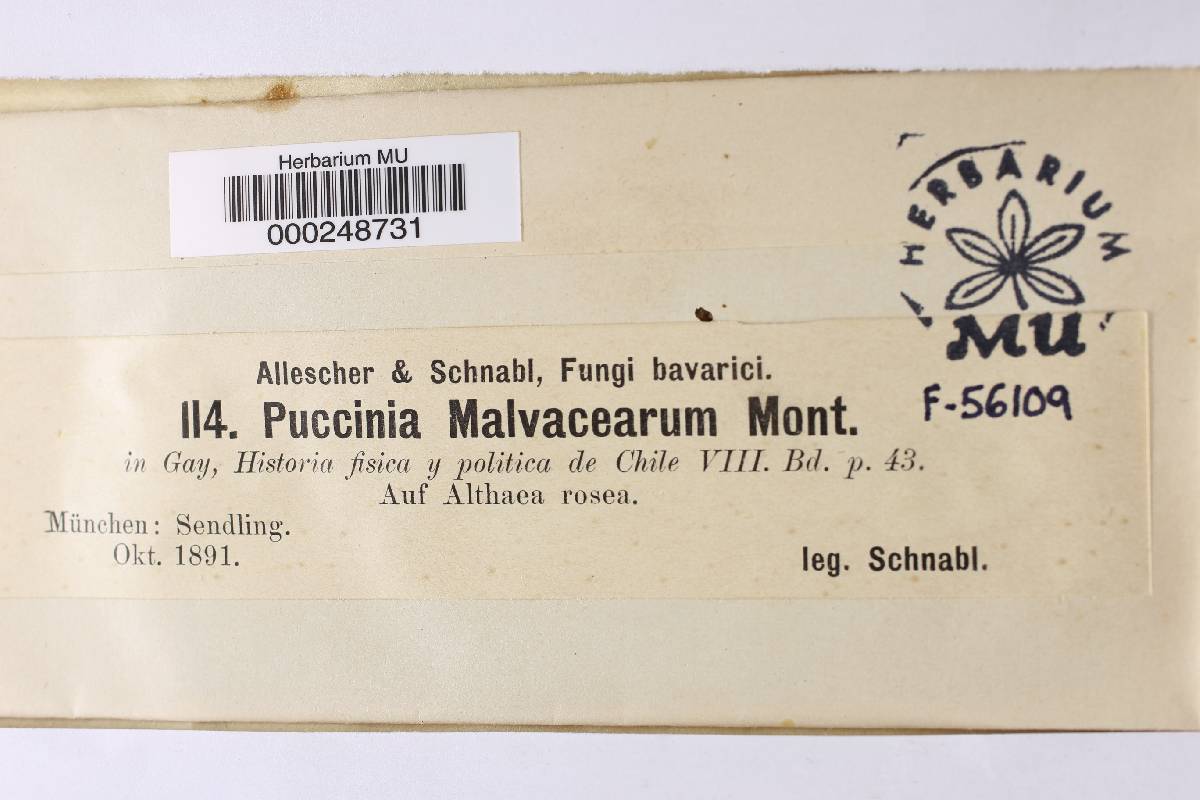 Herbarium MU
000248731
HERBARIUM
MU
F-56109
Allescher & Schnabl, Fungi bavarici.
114. Puccinia Malvacearum Mont.
in Gay, Historia fisica y politica de Chile VIII. Bd. p. 43.
Auf Althaea rosea.
München: Sendling.
Okt. 1891.
leg. Schnabl.